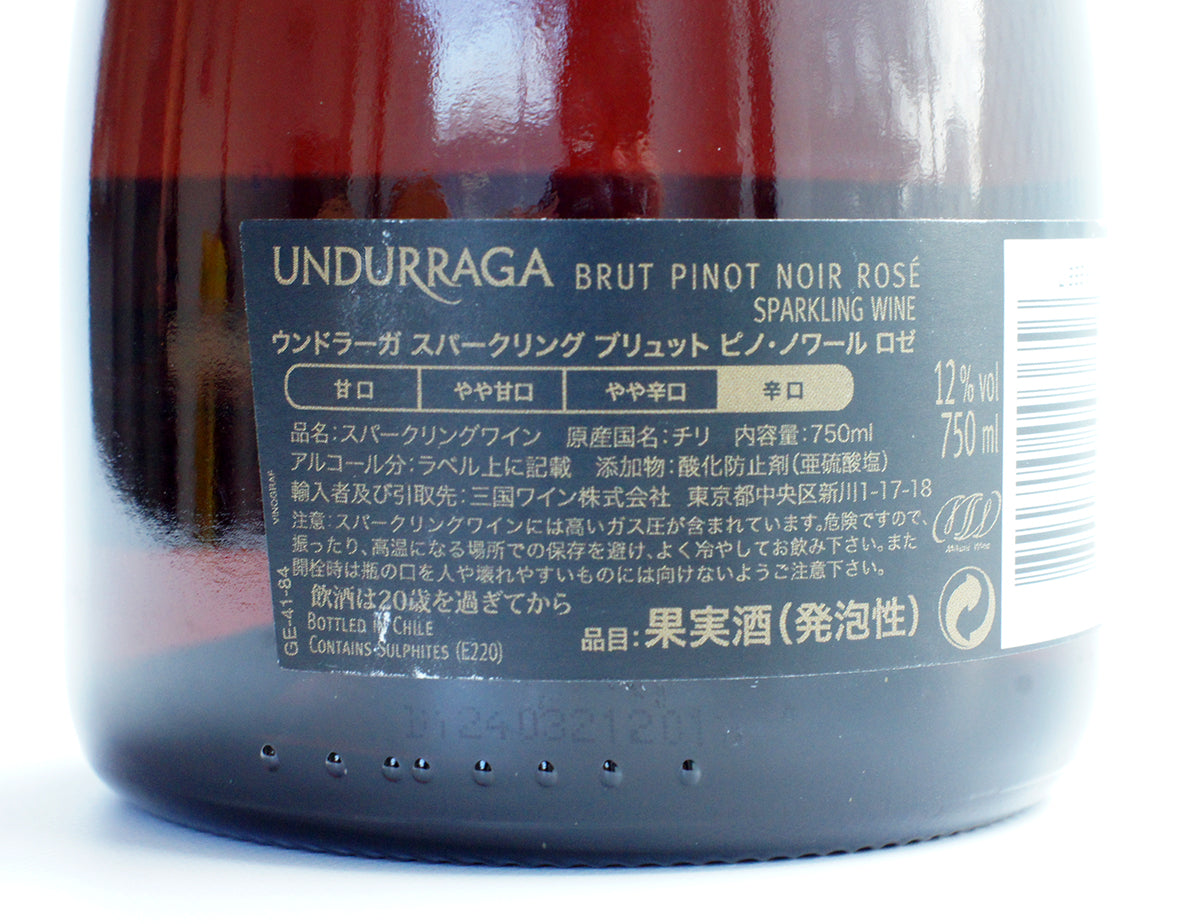 UNDURRAGA BRUT PINOT NOIR ROSÉ
SPARKLING WINE
ウンドラーガ スパークリング ブリュット ピノ・ノワール ロゼ
甘口 やや甘口 やや辛口 辛口
12% vol
750 ml
品名:スパークリングワイン 原産国名:チリ 内容量:750ml
アルコール分:ラベル上に記載 添加物:酸化防止剤(亜硫酸塩)
輸入者及び引取先:三国ワイン株式会社 東京都中央区新川1-17-18
注意:スパークリングワインには高いガス圧が含まれています。危険ですので、
振ったり、高温になる場所での保存を避け、よく冷やしてお飲み下さい。また
開栓時は瓶の口を人や壊れやすいものには向けないようご注意下さい。
飲酒は20歳を過ぎてから
BOTTLED IN CHILE
CONTAINS SULPHITES (E220)
品目:果実酒(発泡性)
Mikuni Wine
VINOGRAF
GE-41-84